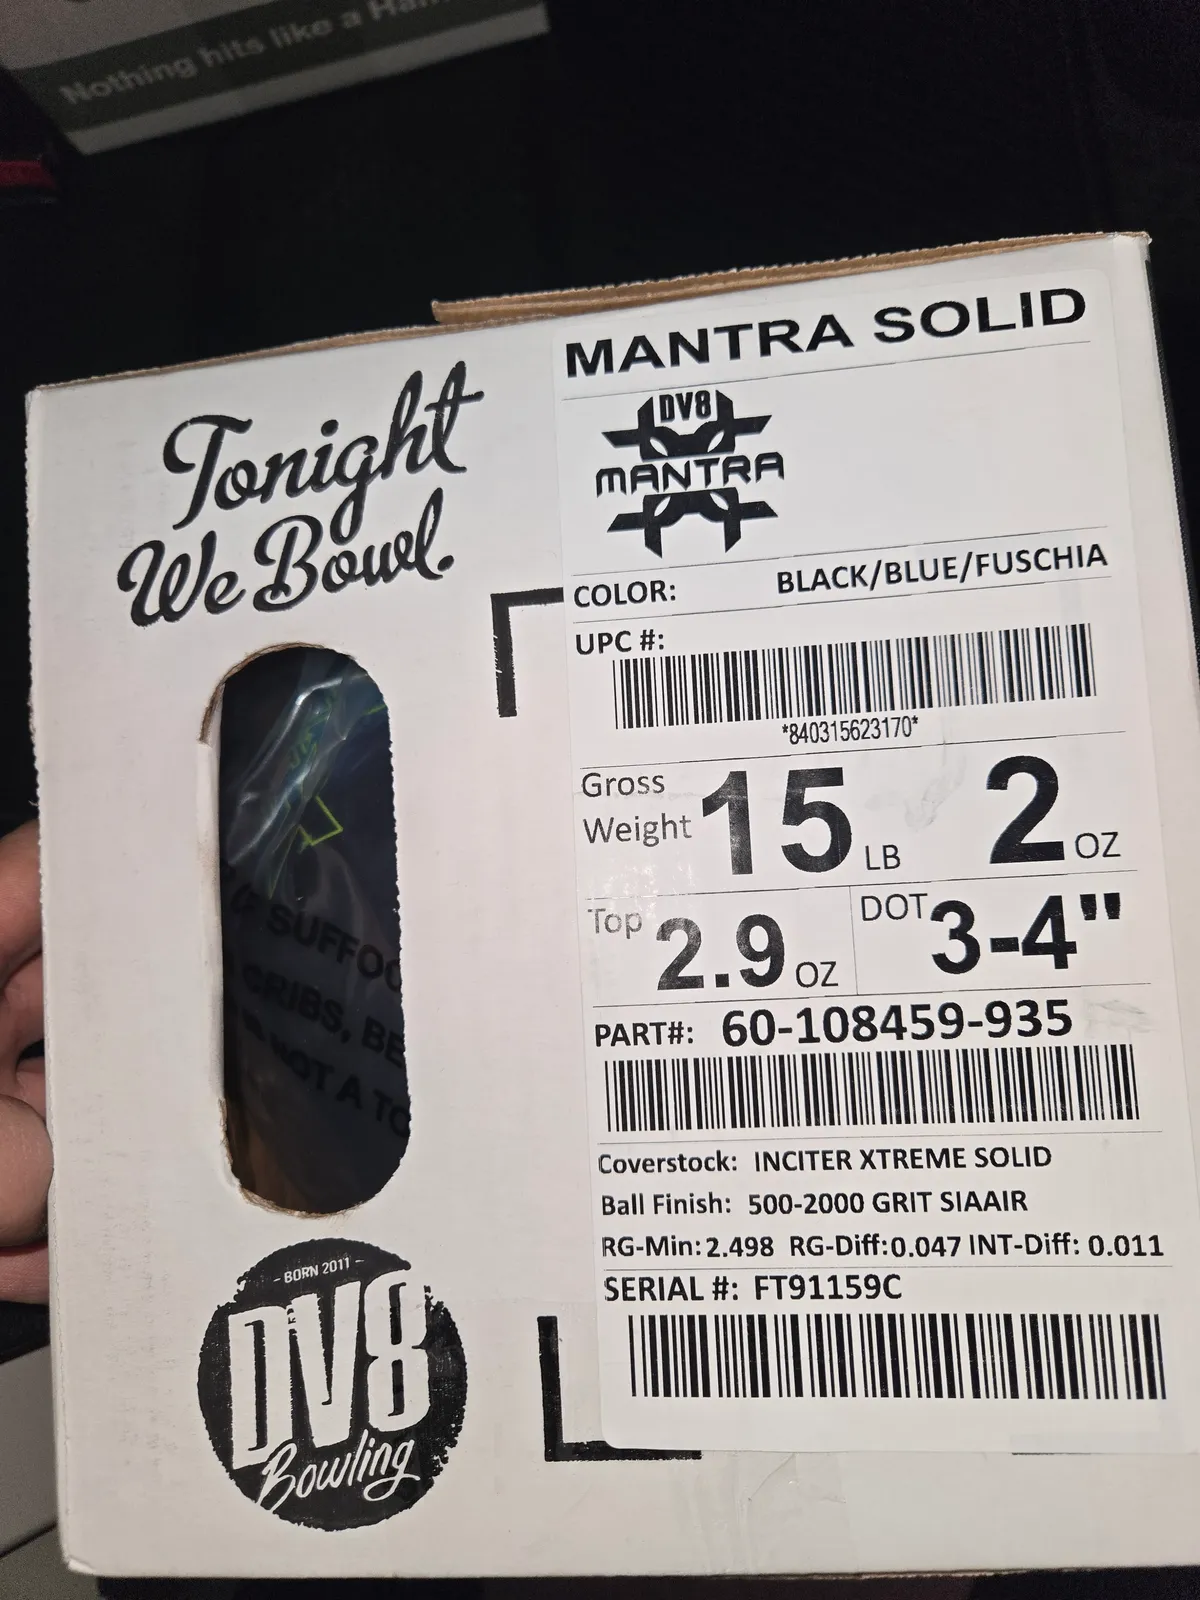 Nothing hits like a
Tonight
We Bowl.
MANTRA SOLID
DV8
MANTRA
COLOR: BLACK/BLUE/FUSCHIA
UPC #:
*840315623170*
Gross
Weight 15 LB 2 OZ
Top 2.9 OZ DOT 3-4"
PART#: 60-108459-935
Coverstock: INCITER XTREME SOLID
Ball Finish: 500-2000 GRIT SIAAIR
RG-Min: 2.498 RG-Diff: 0.047 INT-Diff: 0.011
SERIAL #: FT91159C
SUFFOC
CRIBS, BE
NOT A TO
- BORN 2011 -
DV8
Bowling